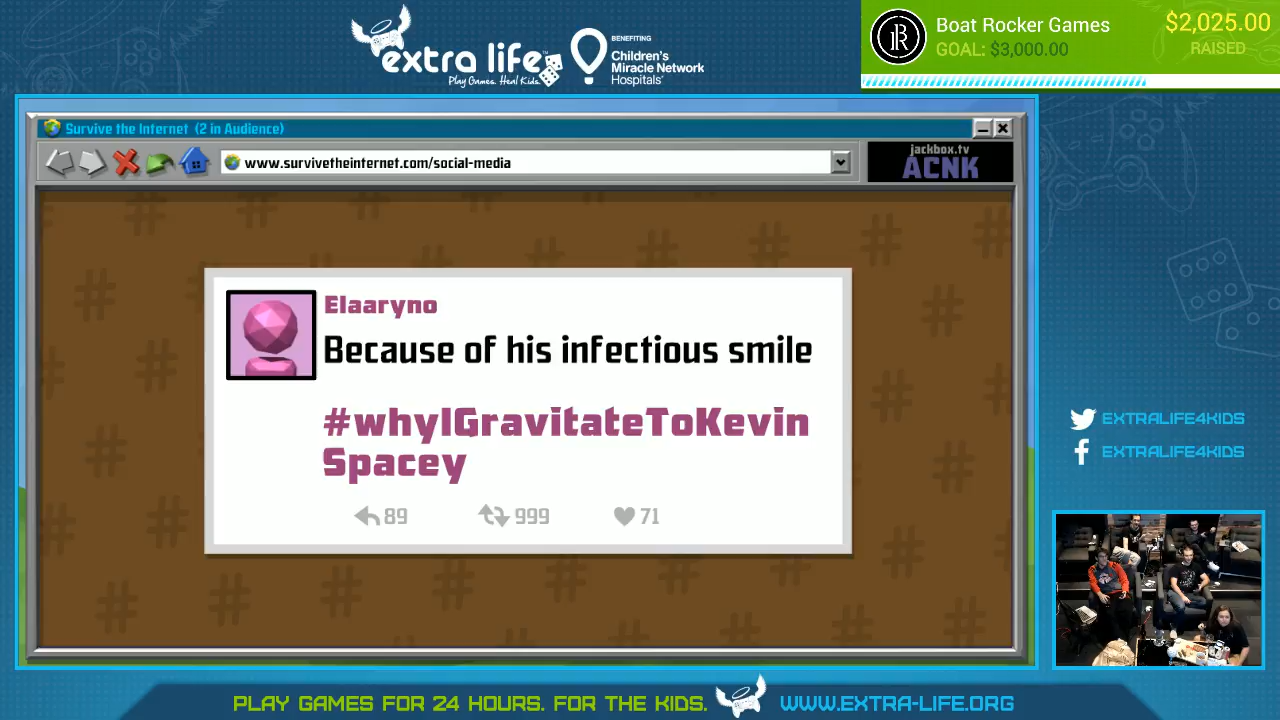 extra life
Play Games. Heal Kids.
BENEFITING
Children's
Miracle Network
Hospitals
Boat Rocker Games
GOAL: $3,000.00
$2,025.00
RAISED
Survive the Internet (2 in Audience)
www.survivetheinternet.com/social-media
jackbox.tv
ACNK
Elaaryno
Because of his infectious smile
#whyIGravitateToKevin
Spacey
89
999
71
EXTRALIFE4KIDS
EXTRALIFE4KIDS
PLAY GAMES FOR 24 HOURS. FOR THE KIDS.
WWW.EXTRA-LIFE.ORG